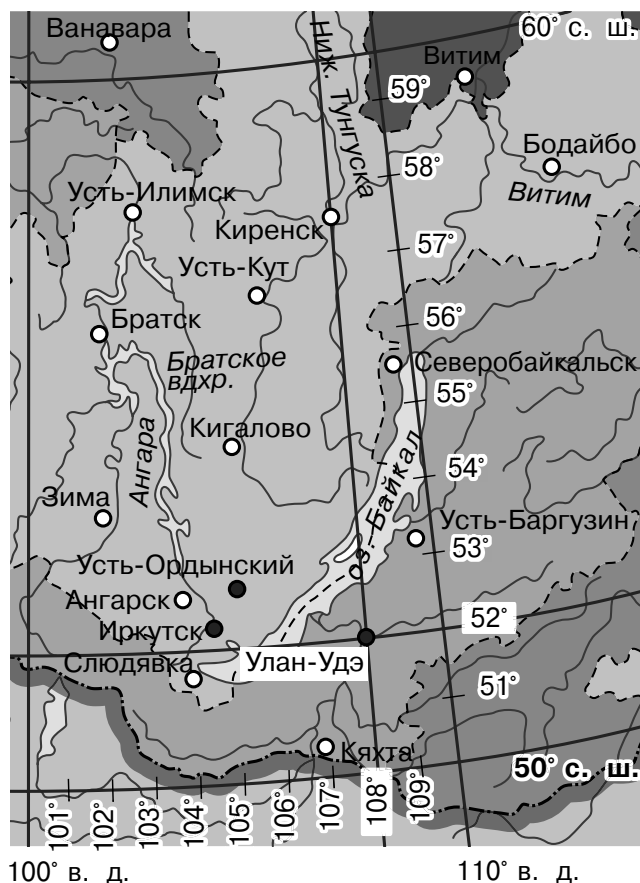 Ванавара
60° с. ш.
Витим
Ниж. Тунгуска
59°
Бодайбо
58°
Витим
Усть-Илимск
Киренск
57°
Усть-Кут
56°
Братск
Братское
вдхр.
Северобайкальск
55°
Кигалово
Ангара
54°
оз. Байкал
Зима
Усть-Баргузин
53°
Усть-Ордынский
Ангарск
52°
Иркутск
Слюдявка
Улан-Удэ
51°
Кяхта
50° с. ш.
101°
102°
103°
104°
105°
106°
107°
108°
109°
100° в. д.
110° в. д.